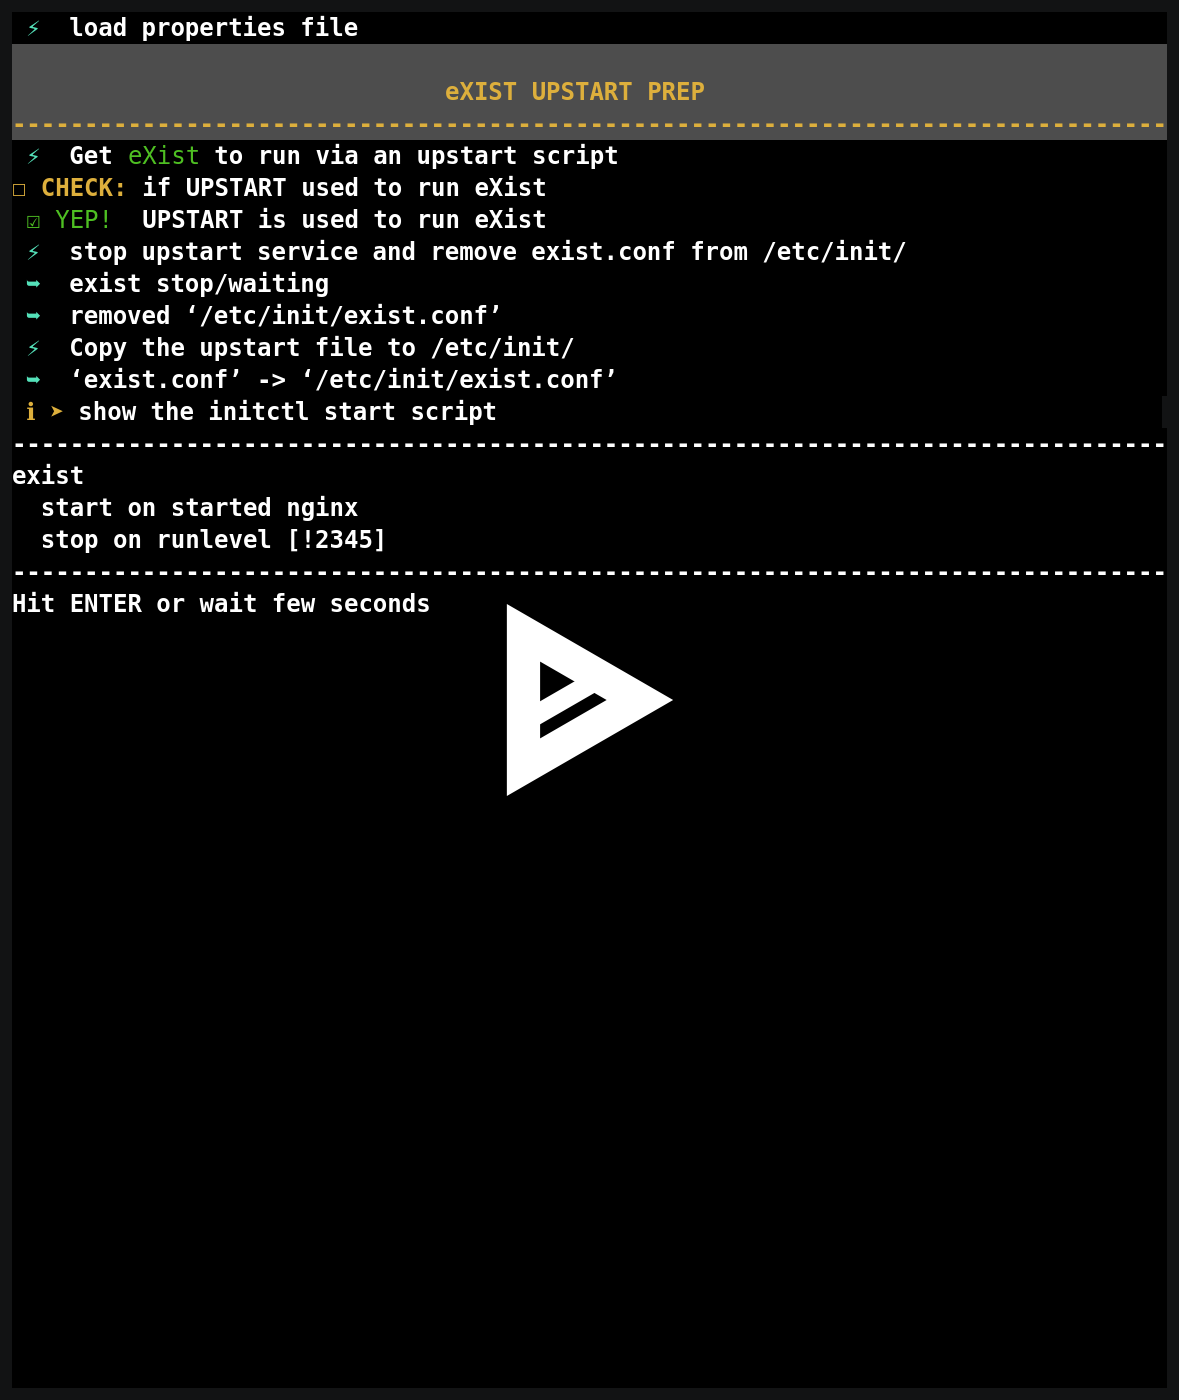 ⚡ load properties file
eXIST UPSTART PREP
--------------------------------------------------------------------------------
⚡ Get eXist to run via an upstart script
☐ CHECK: if UPSTART used to run eXist
☑ YEP! UPSTART is used to run eXist
⚡ stop upstart service and remove exist.conf from /etc/init/
➥ exist stop/waiting
➥ removed ‘/etc/init/exist.conf’
⚡ Copy the upstart file to /etc/init/
➥ ‘exist.conf’ -> ‘/etc/init/exist.conf’
ℹ ➤ show the initctl start script
--------------------------------------------------------------------------------
exist
  start on started nginx
  stop on runlevel [!2345]
--------------------------------------------------------------------------------
Hit ENTER or wait few seconds